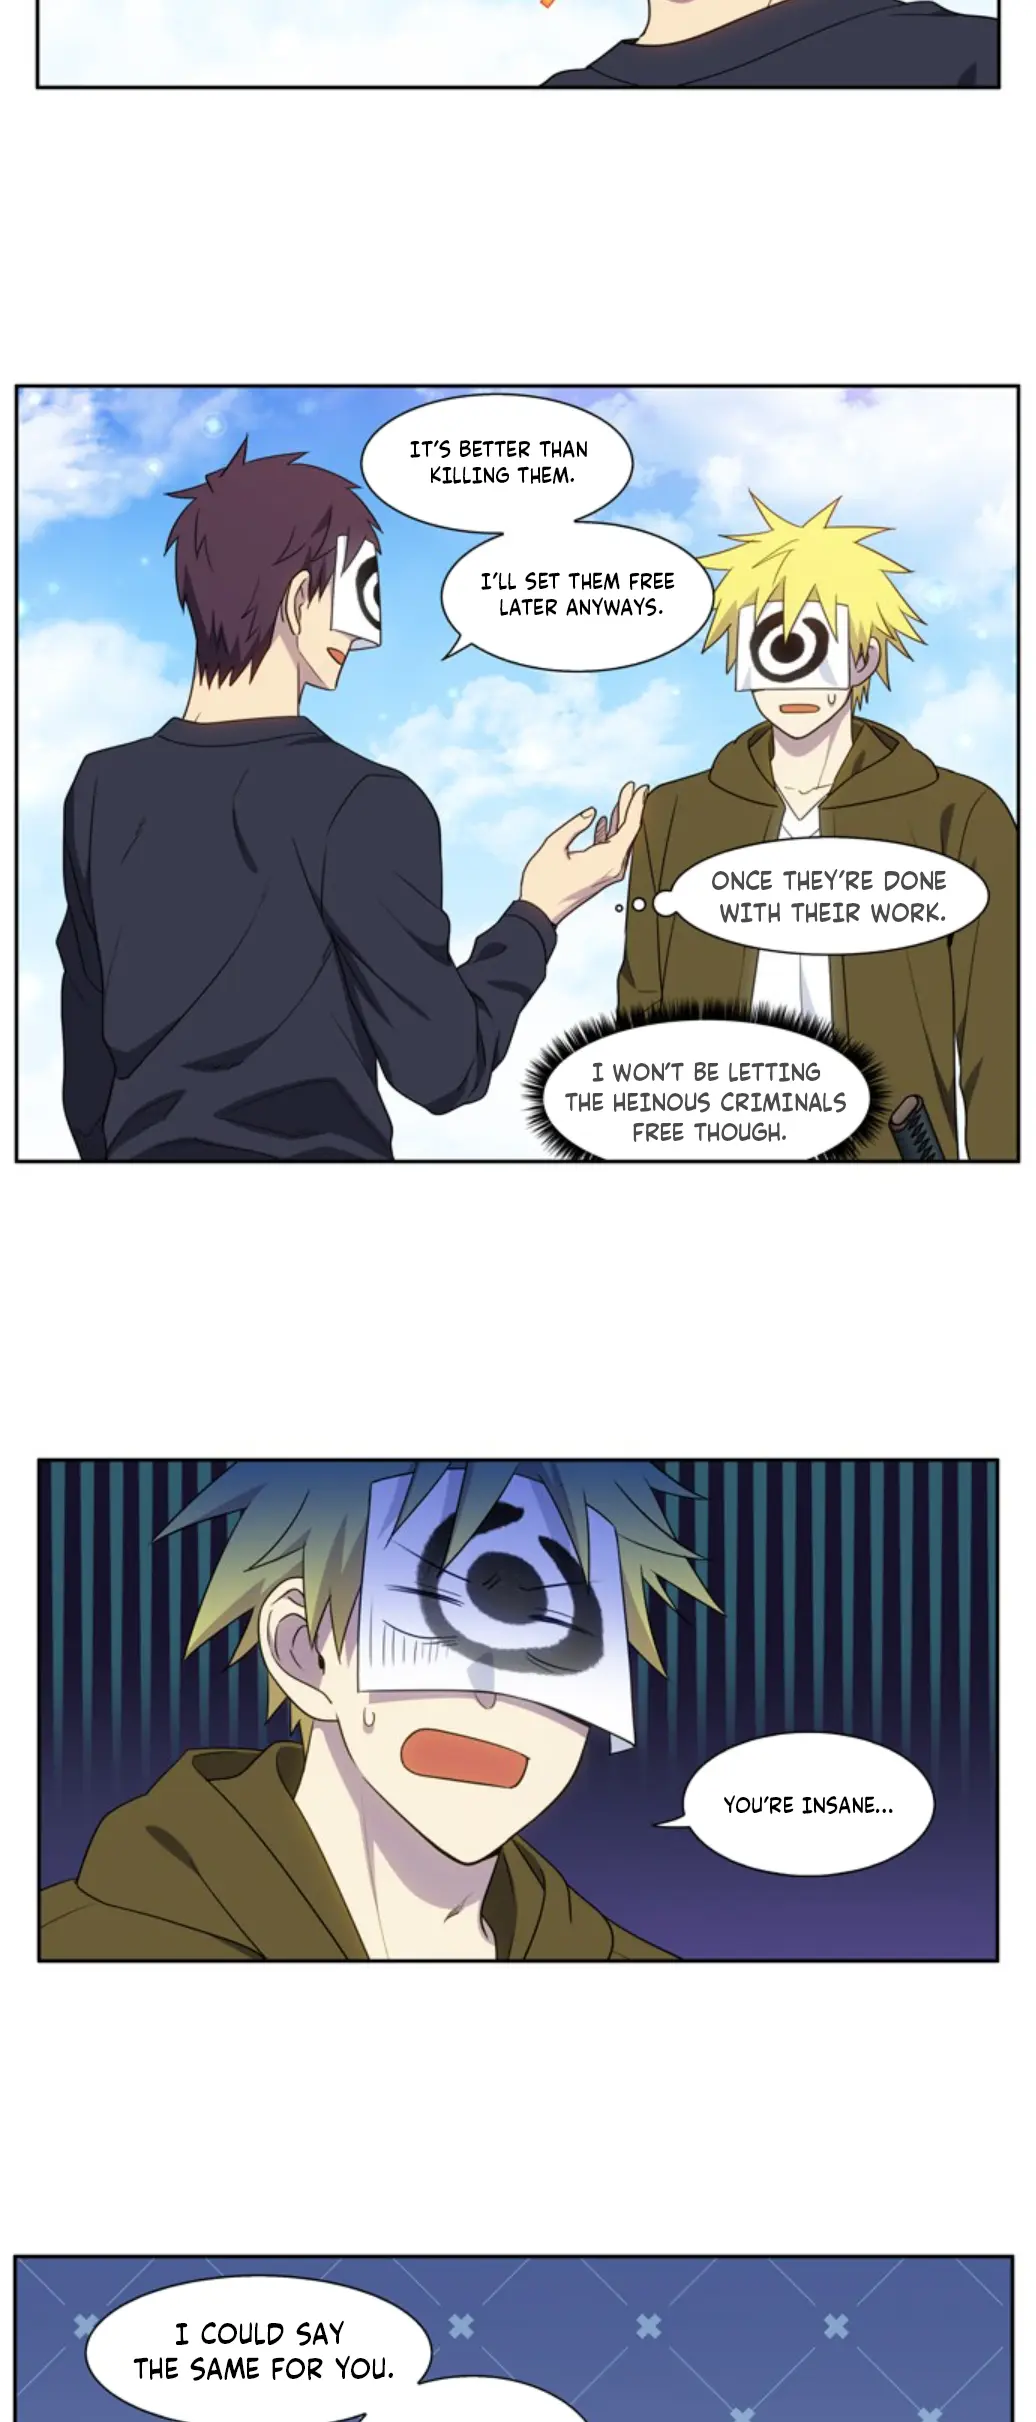 IT'S BETTER THAN
KILLING THEM.
I'LL SET THEM FREE
LATER ANYWAYS.
ONCE THEY'RE DONE
WITH THEIR WORK.
I WON'T BE LETTING
THE HEINOUS CRIMINALS
FREE THOUGH.
YOU'RE INSANE...
I COULD SAY
THE SAME FOR YOU.